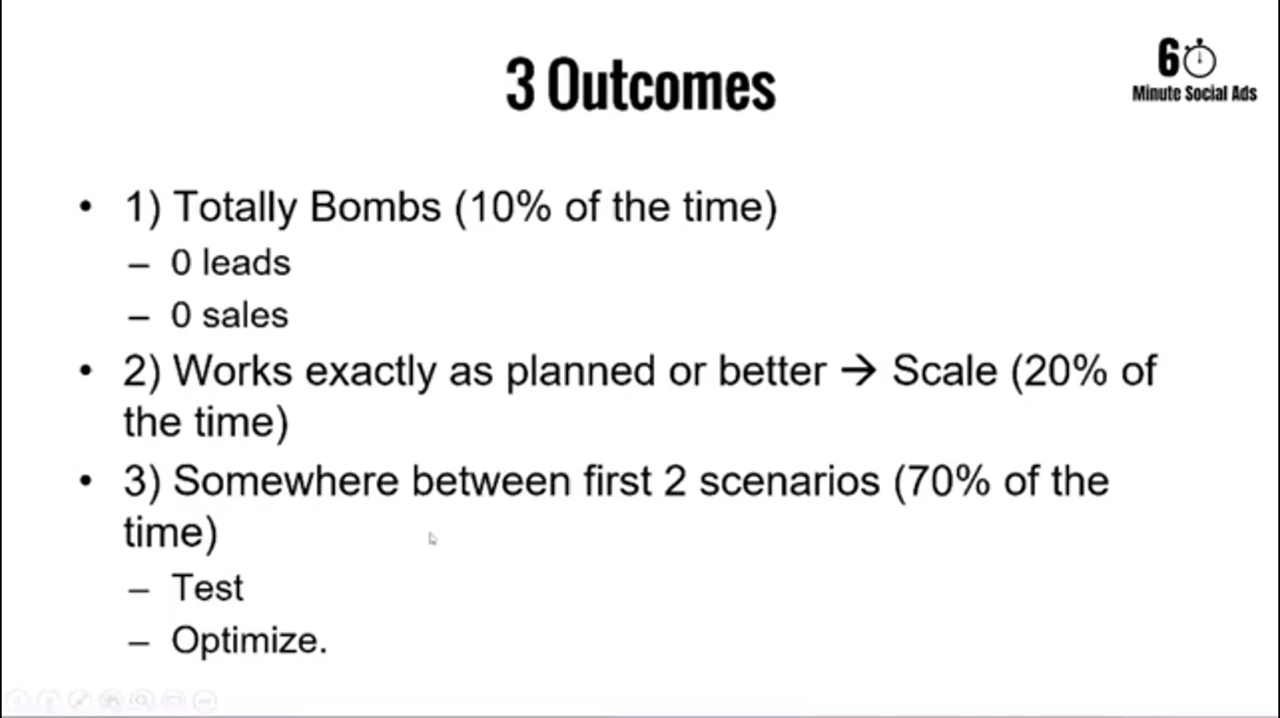 3 Outcomes
60
Minute Social Ads
• 1) Totally Bombs (10% of the time)
– 0 leads
– 0 sales
• 2) Works exactly as planned or better → Scale (20% of
the time)
• 3) Somewhere between first 2 scenarios (70% of the
time)
– Test
– Optimize.